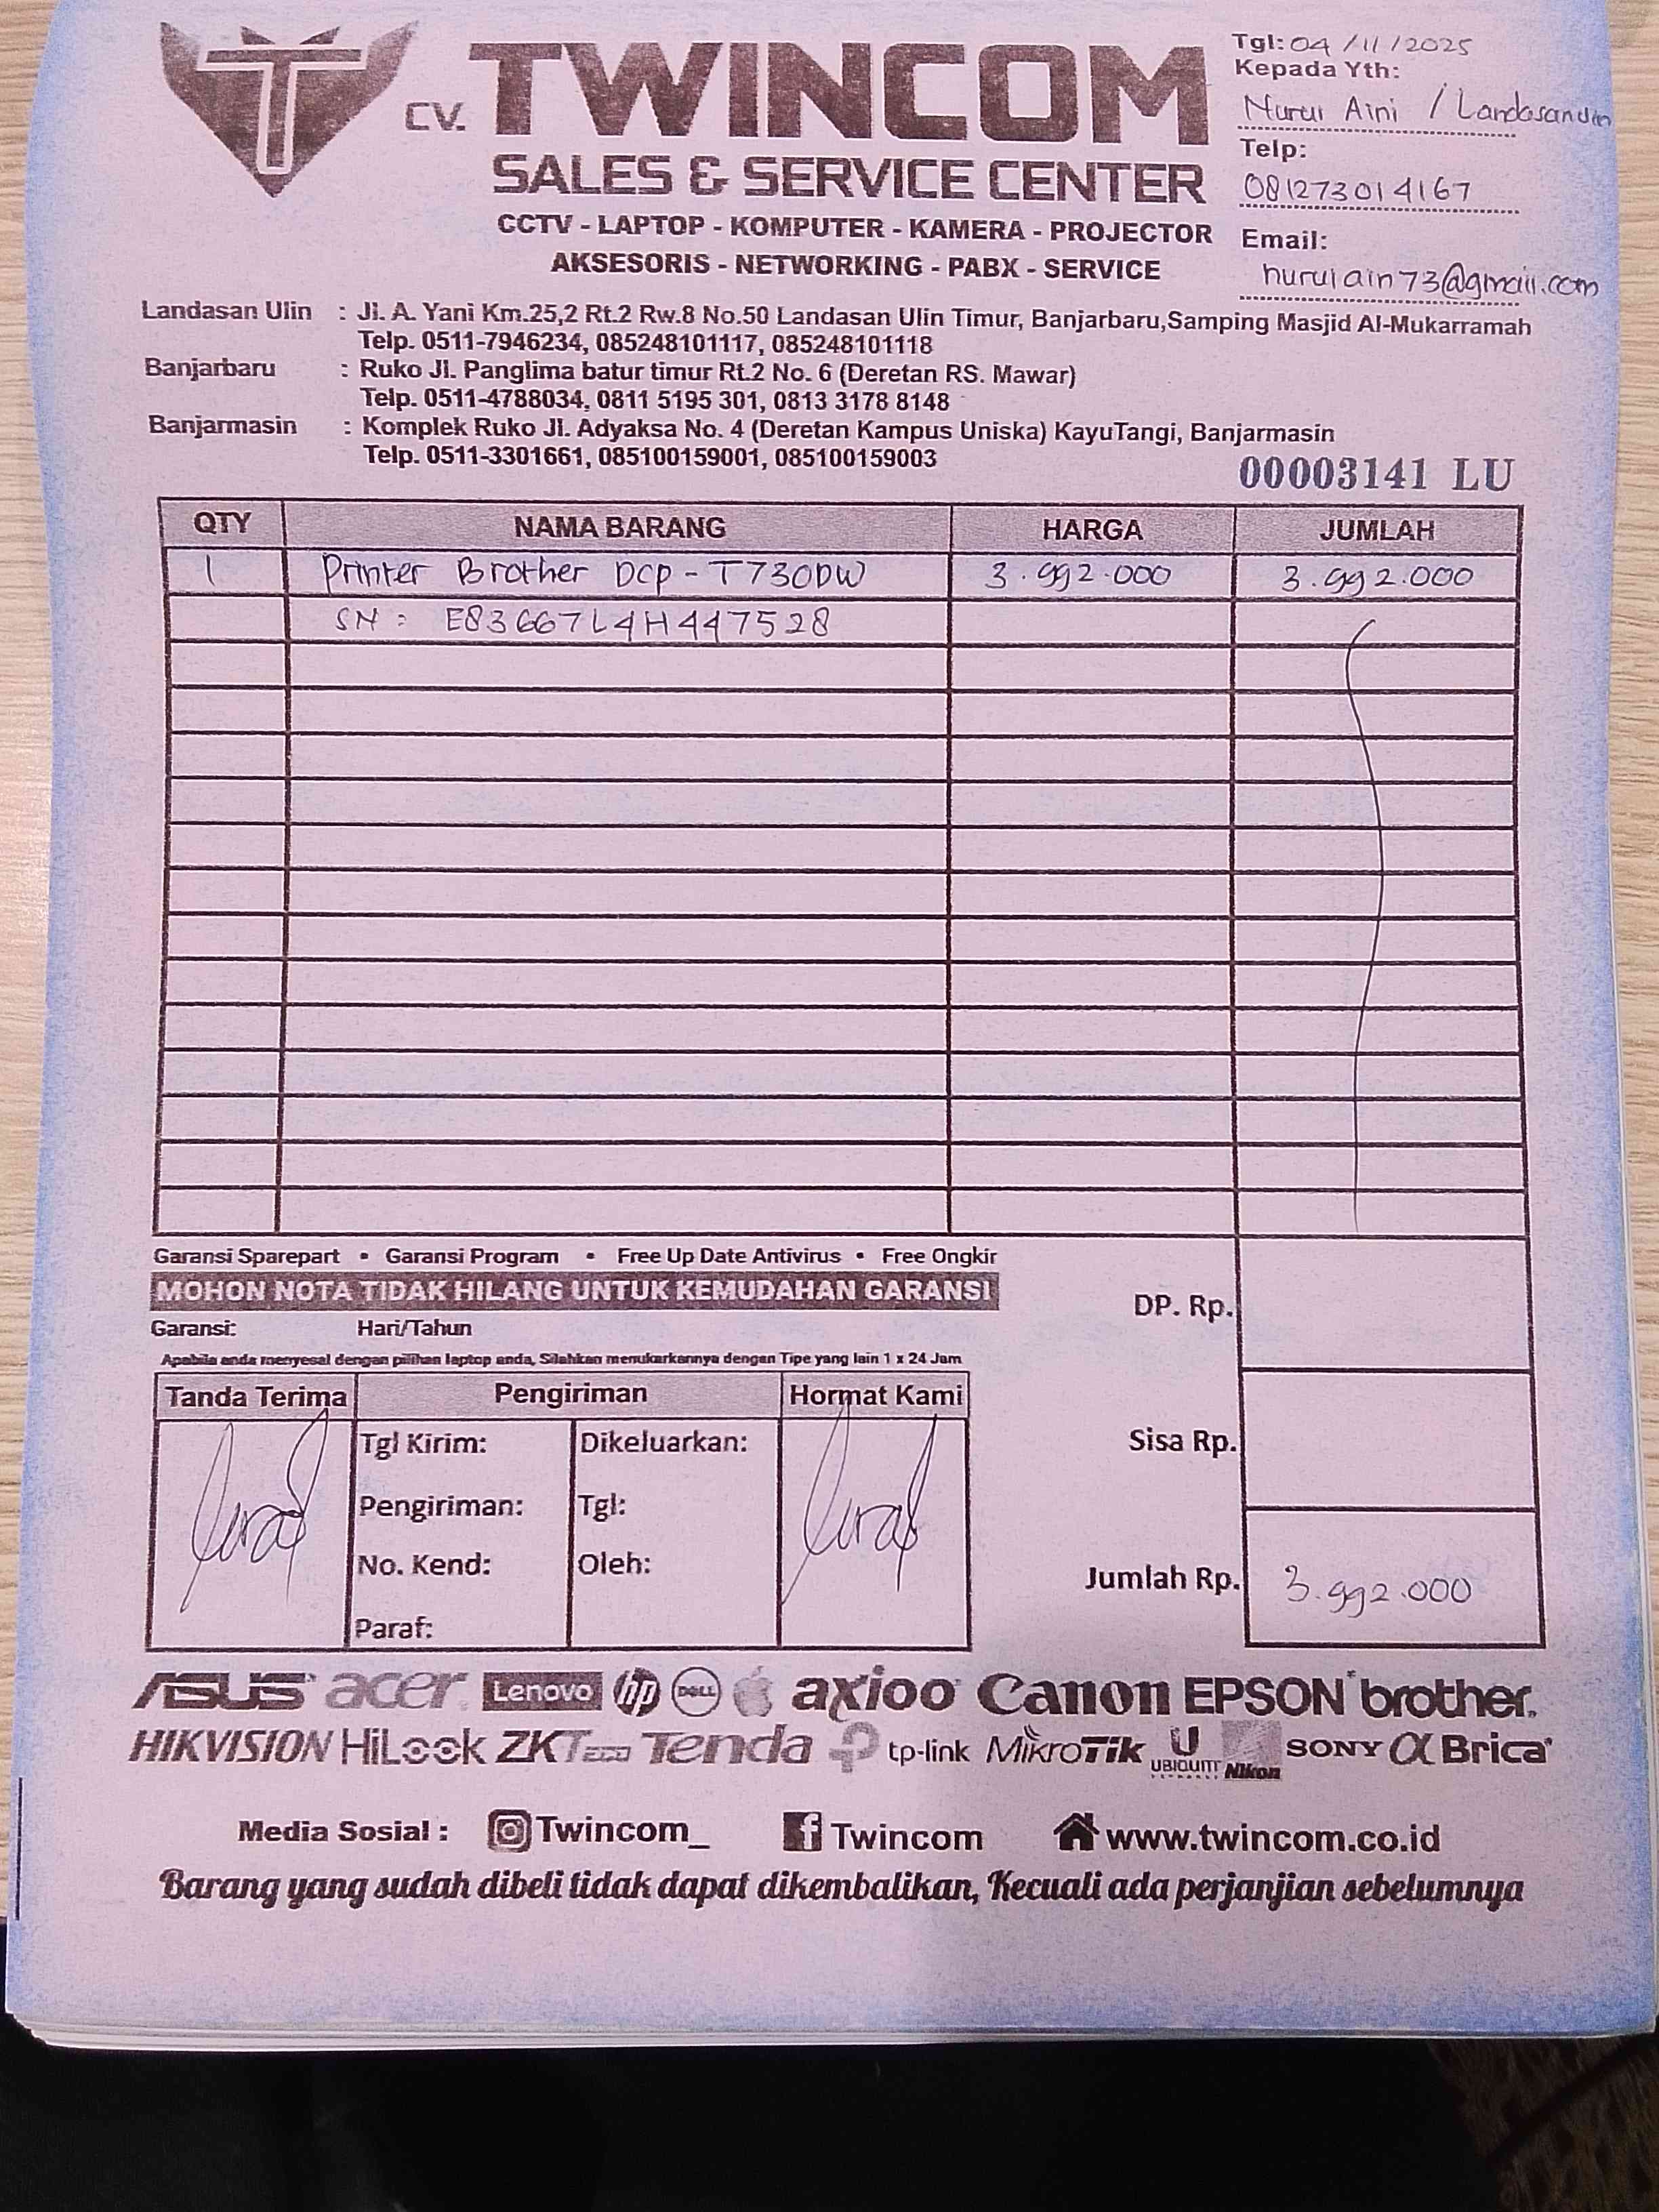 CV. TWINCOM
SALES & SERVICE CENTER
CCTV - LAPTOP - KOMPUTER - KAMERA - PROJECTOR
AKSESORIS - NETWORKING - PABX - SERVICE
Tgl: 04/11/2025
Kepada Yth:
Nurul Aini / Landasanulin
Telp:
081273014167
Email:
nurulain73@gmail.com
Landasan Ulin : Jl. A. Yani Km.25,2 Rt.2 Rw.8 No.50 Landasan Ulin Timur, Banjarbaru,Samping Masjid Al-Mukarramah
Telp. 0511-7946234, 085248101117, 085248101118
Banjarbaru : Ruko Jl. Panglima batur timur Rt.2 No. 6 (Deretan RS. Mawar)
Telp. 0511-4788034, 0811 5195 301, 0813 3178 8148
Banjarmasin : Komplek Ruko Jl. Adyaksa No. 4 (Deretan Kampus Uniska) KayuTangi, Banjarmasin
Telp. 0511-3301661, 085100159001, 085100159003
00003141 LU
QTY NAMA BARANG HARGA JUMLAH
1 Printer Brother DCP-T730DW 3.992.000 3.992.000
SN : E83667L4H447528
Garansi Sparepart • Garansi Program • Free Up Date Antivirus • Free Ongkir
MOHON NOTA TIDAK HILANG UNTUK KEMUDAHAN GARANSI
Garansi: Hari/Tahun
Apabila anda menyesal dengan pilihan laptop anda, Silahkan menukarkannya dengan Tipe yang lain 1 x 24 Jam
DP. Rp.
Sisa Rp.
Jumlah Rp. 3.992.000
Tanda Terima Pengiriman Hormat Kami
Tgl Kirim: Dikeluarkan:
Pengiriman: Tgl:
No. Kend: Oleh:
Paraf:
ASUS acer Lenovo hp DELL axioo Canon EPSON brother
HIKVISION HiLook ZKTeco Tenda tp-link MikroTik U UBIQUITI Nikon SONY α Brica
Media Sosial : Twincom_ Twincom www.twincom.co.id
Barang yang sudah dibeli tidak dapat dikembalikan, Kecuali ada perjanjian sebelumnya